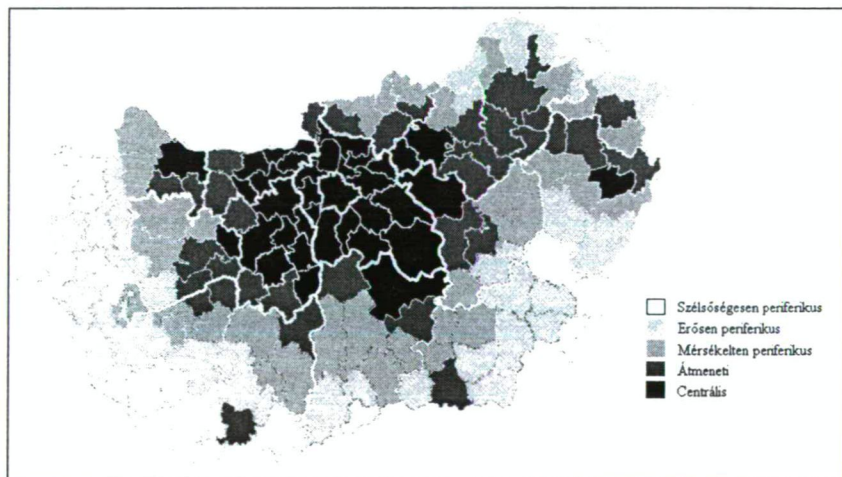 Szélsőségesen periferikus
Erősen periferikus
Mérsékelten periferikus
Átmeneti
Centrális